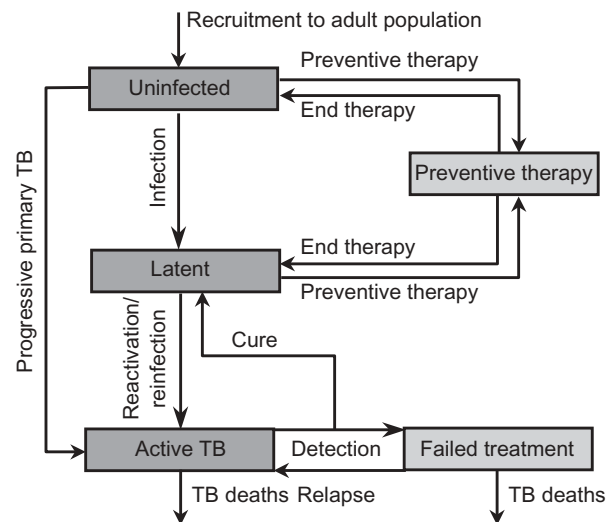 Recruitment to adult population
Preventive therapy
Uninfected
End therapy
Progressive primary TB
Infection
Preventive therapy
End therapy
Latent
Preventive therapy
Reactivation/
reinfection
Cure
Active TB
Detection
Failed treatment
TB deaths
Relapse
TB deaths